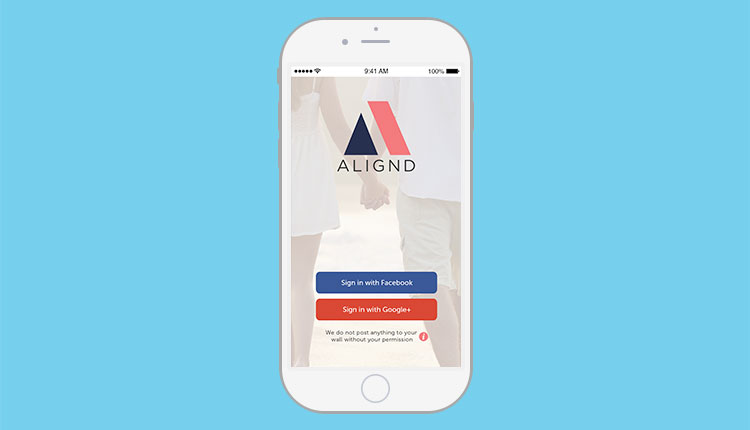 9:41 AM
100%
ALIGND
Sign in with Facebook
Sign in with Google+
We do not post anything to your
wall without your permission
i